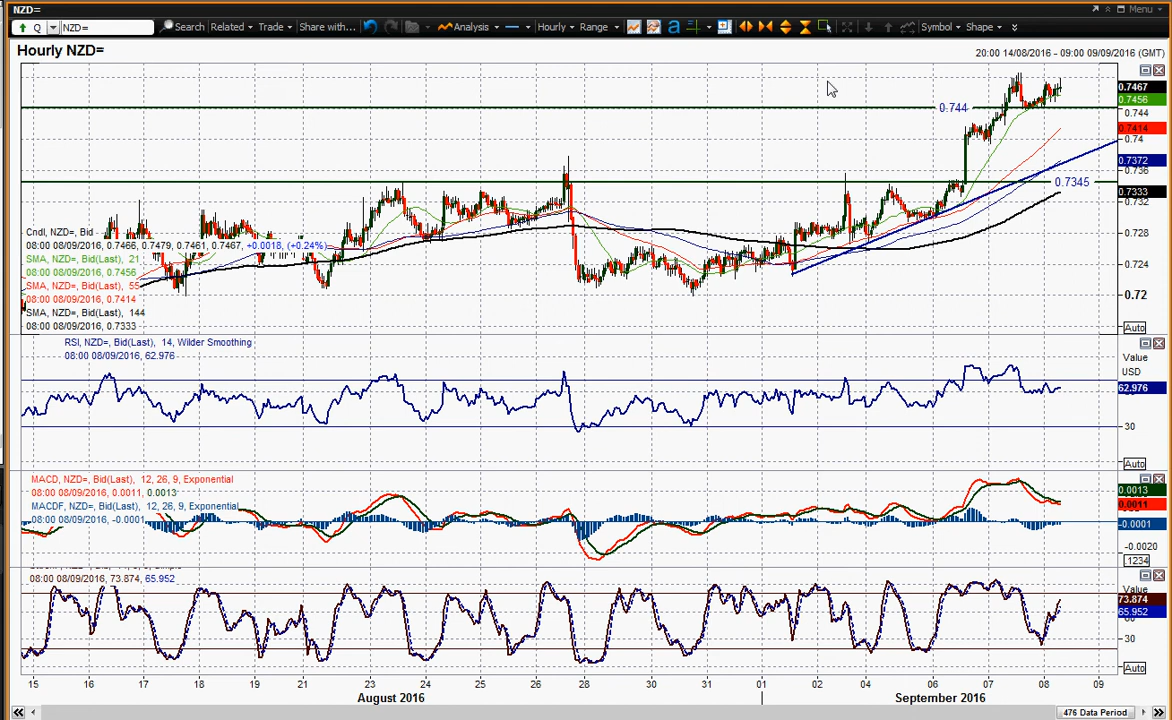 NZD=
Menu
Q NZD= Search Related Trade Share with... Analysis Hourly Range a Symbol Shape
Hourly NZD=
20:00 14/08/2016 - 09:00 09/09/2016 (GMT)
0.7467
0.7456
0.744
0.744
0.7414
0.74
0.7372
0.736
0.7345
0.7333
0.732
0.728
0.724
0.72
Auto
Cndl, NZD=, Bid
08:00 08/09/2016, 0.7466, 0.7479, 0.7461, 0.7467, +0.0018, (+0.24%)
SMA, NZD=, Bid(Last), 21
08:00 08/09/2016, 0.7456
SMA, NZD=, Bid(Last), 55
08:00 08/09/2016, 0.7414
SMA, NZD=, Bid(Last), 144
08:00 08/09/2016, 0.7333
RSI, NZD=, Bid(Last), 14, Wilder Smoothing
08:00 08/09/2016, 62.976
Value
USD
62.976
30
Auto
MACD, NZD=, Bid(Last), 12, 26, 9, Exponential
08:00 08/09/2016, 0.0011, 0.0013
MACDF, NZD=, Bid(Last), 12, 26, 9, Exponential
08:00 08/09/2016, -0.0001
0.0013
0.0011
-0.0001
-0.0020
1234
08:00 08/09/2016, 73.874, 65.952
Value
73.874
65.952
30
Auto
15 16 17 18 19 21 22 23 24 25 26 28 29 30 31 01 02 04 05 06 07 08 09
August 2016 September 2016
476 Data Period